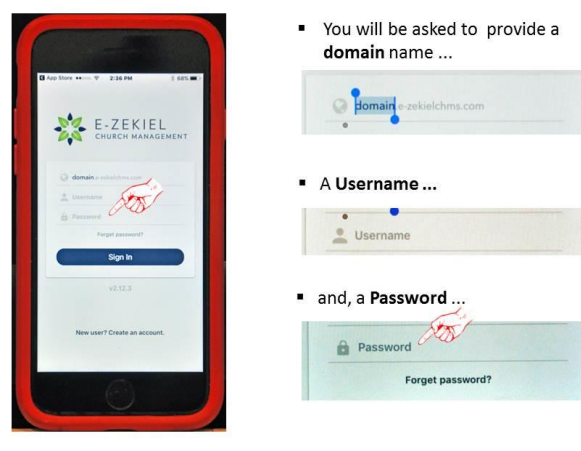 App Store 2:36 PM 68%
E-ZEKIEL
CHURCH MANAGEMENT
domain.e-zekielchms.com
Username
Password
Forget password?
Sign In
v2.12.3
New user? Create an account.
▪ You will be asked to provide a
domain name ...
domain.e-zekielchms.com
▪ A Username ...
Username
▪ and, a Password ...
Password
Forget password?